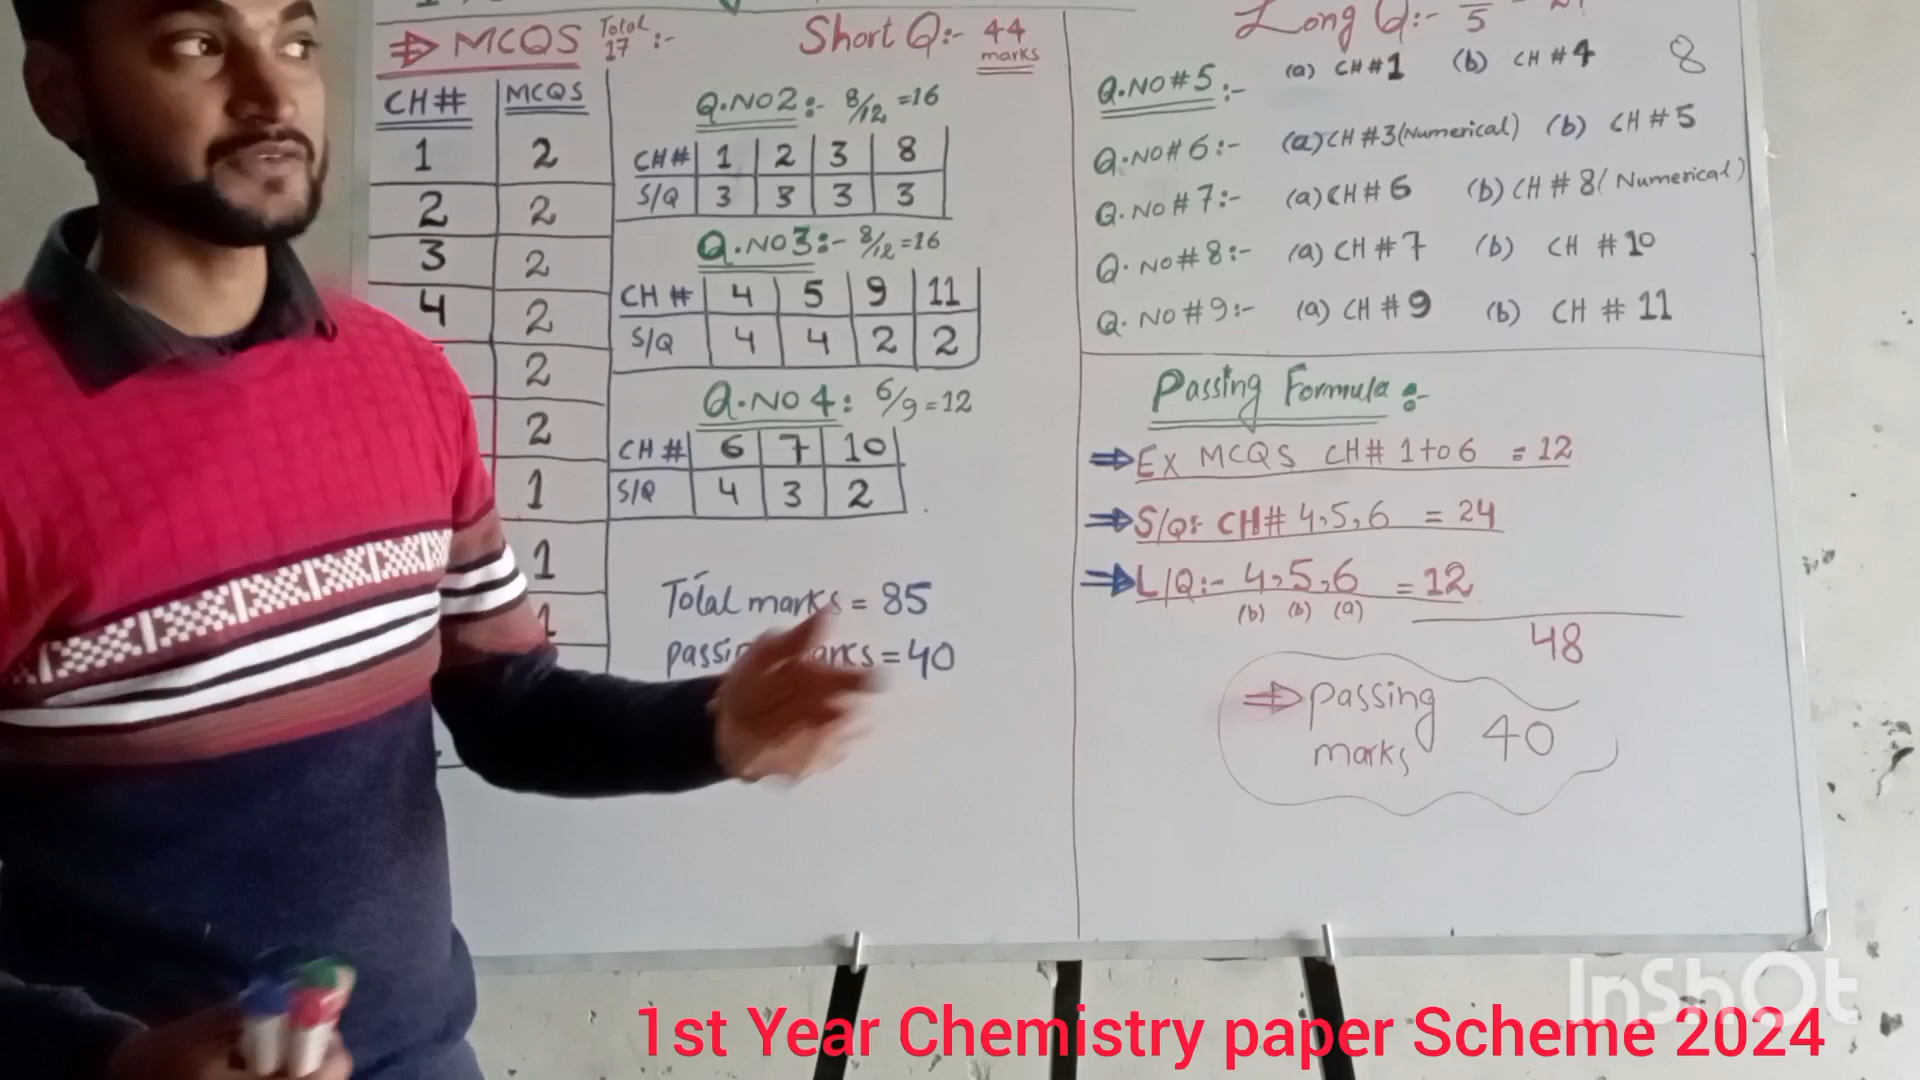 ⇒ MCQS Total 17 :-
CH# MCQS
1 2
2 2
3 2
4 2
2
2
1
1
1
Short Q:- 44 marks
Q.NO2:- 8/12 =16
CH# 1 2 3 8
S/Q 3 3 3 3
Q.NO3:- 8/12 =16
CH# 4 5 9 11
S/Q 4 4 2 2
Q.NO4: 6/9 =12
CH# 6 7 10
S/Q 4 3 2
Total marks = 85
passing marks = 40
Long Q:- 5
Q.NO#5:- (a) CH#1 (b) CH#4 8
Q.NO#6:- (a) CH#3(Numerical) (b) CH#5
Q.NO#7:- (a) CH#6 (b) CH#8(Numerical)
Q.NO#8:- (a) CH#7 (b) CH#10
Q.NO#9:- (a) CH#9 (b) CH#11
Passing Formula:-
⇒ Ex MCQS CH# 1 to 6 = 12
⇒ S/Q:- CH# 4,5,6 = 24
⇒ L/Q:- 4,5,6 = 12
(b) (b) (a)
48
⇒ passing marks 40
InShOt
1st Year Chemistry paper Scheme 2024